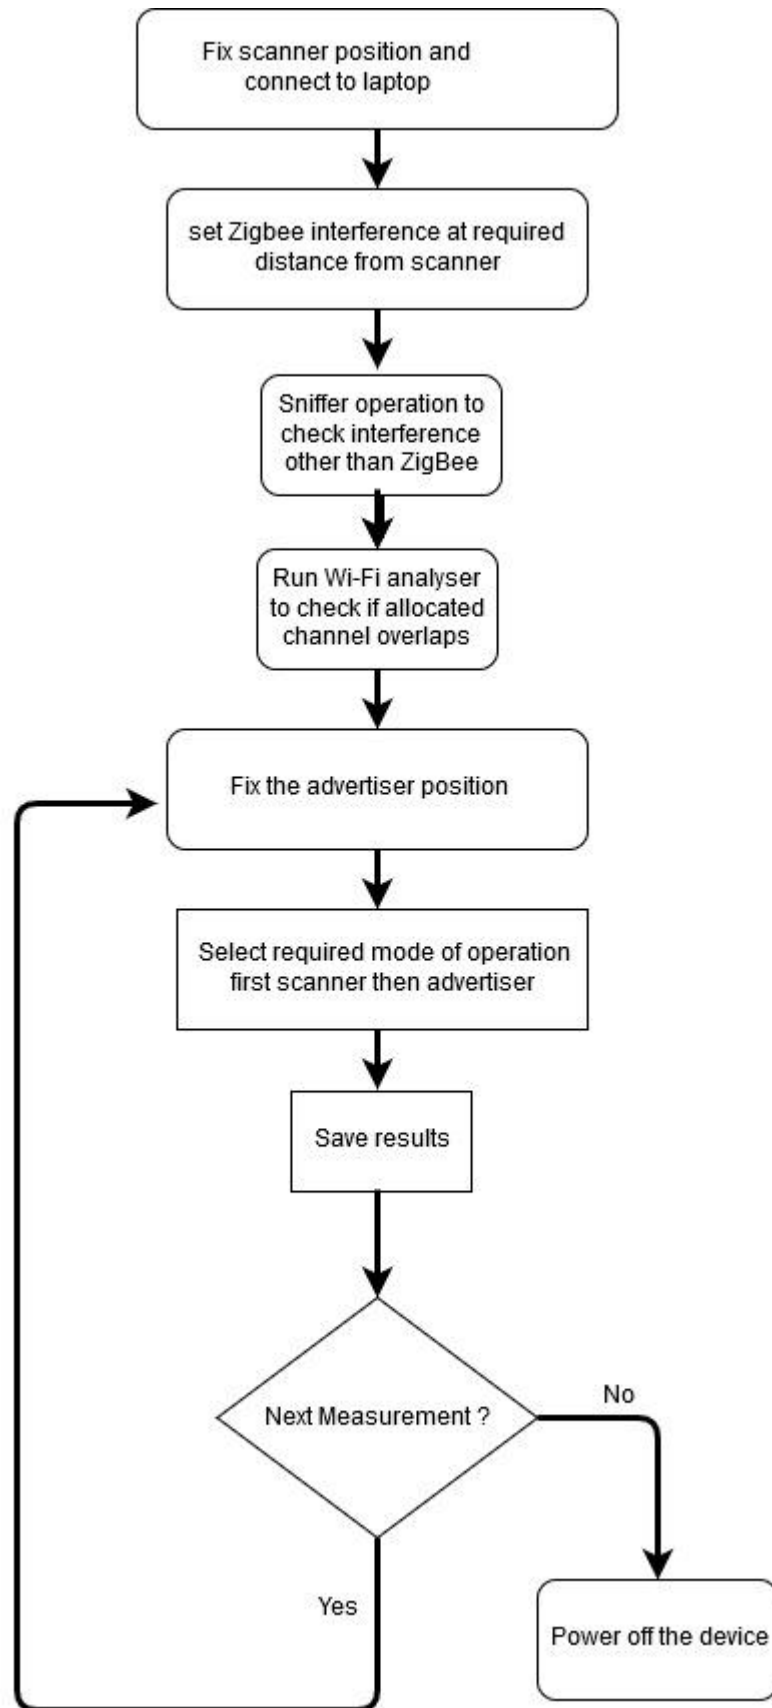 Fix scanner position and
connect to laptop
set Zigbee interference at required
distance from scanner
Sniffer operation to
check interference
other than ZigBee
Run Wi-Fi analyser
to check if allocated
channel overlaps
Fix the advertiser position
Select required mode of operation
first scanner then advertiser
Save results
Next Measurement ?
No
Yes
Power off the device